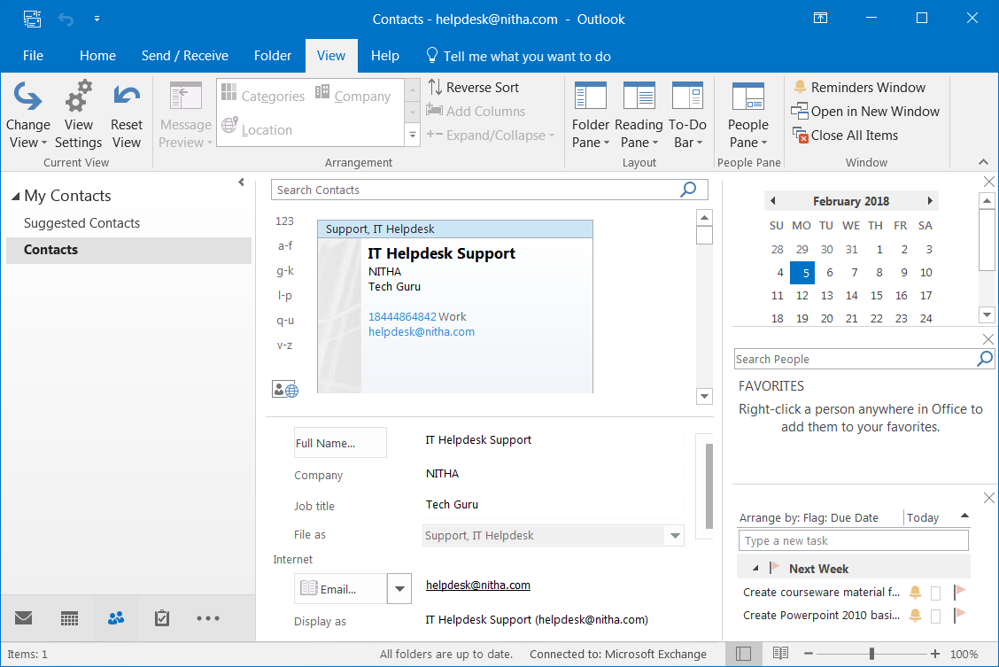 Contacts - helpdesk@nitha.com - Outlook
File Home Send / Receive Folder View Help Tell me what you want to do
Change View
View Settings
Reset View
Current View
Message Preview
Categories Company
Location
Reverse Sort
Add Columns
Expand/Collapse
Arrangement
Folder Pane
Reading Pane
To-Do Bar
Layout
People Pane
People Pane
Reminders Window
Open in New Window
Close All Items
Window
My Contacts
Suggested Contacts
Contacts
Search Contacts
123
a-f
g-k
l-p
q-u
v-z
Support, IT Helpdesk
IT Helpdesk Support
NITHA
Tech Guru
18444864842 Work
helpdesk@nitha.com
Full Name... IT Helpdesk Support
Company NITHA
Job title Tech Guru
File as Support, IT Helpdesk
Internet
Email... helpdesk@nitha.com
Display as IT Helpdesk Support (helpdesk@nitha.com)
February 2018
SU MO TU WE TH FR SA
28 29 30 31 1 2 3
4 5 6 7 8 9 10
11 12 13 14 15 16 17
18 19 20 21 22 23 24
Search People
FAVORITES
Right-click a person anywhere in Office to
add them to your favorites.
Arrange by: Flag: Due Date Today
Type a new task
Next Week
Create courseware material f...
Create Powerpoint 2010 basi...
Items: 1 All folders are up to date. Connected to: Microsoft Exchange 100%